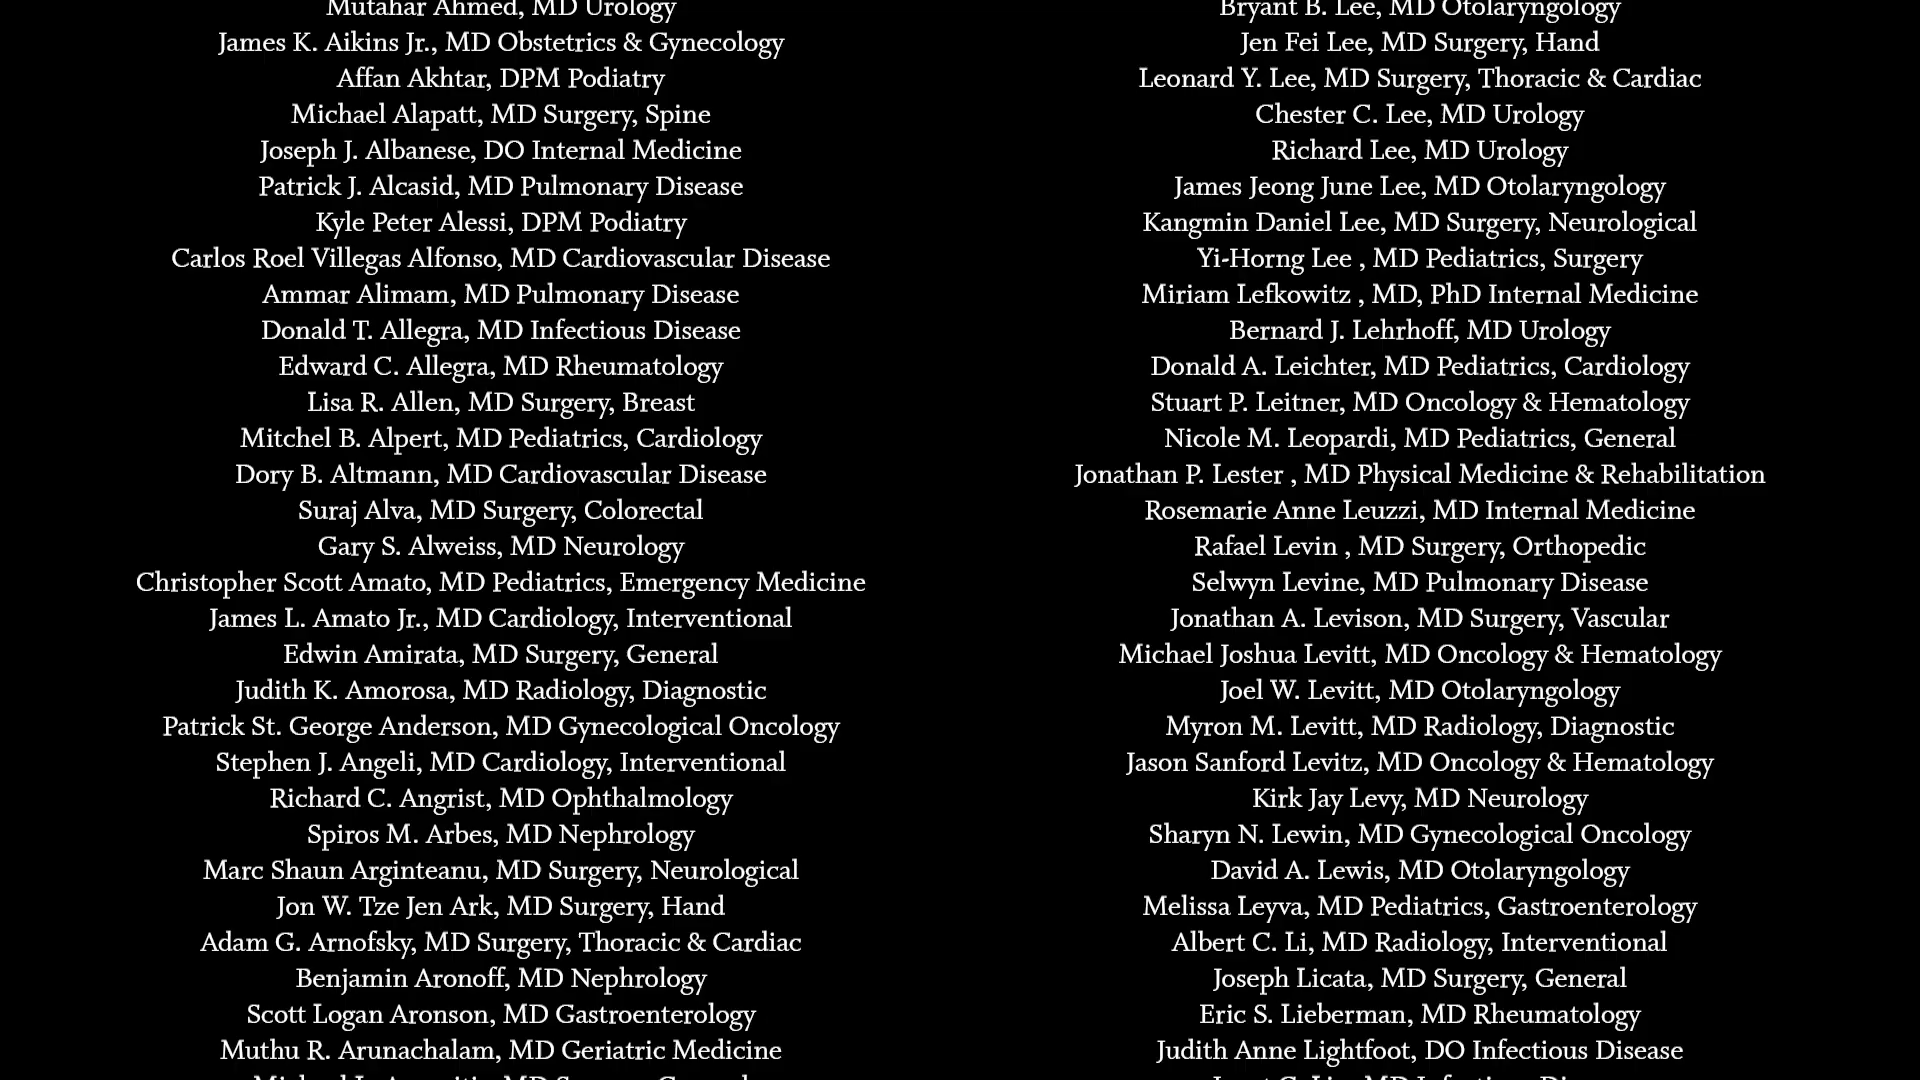 Mutahar Ahmed, MD Urology
James K. Aikins Jr., MD Obstetrics & Gynecology
Affan Akhtar, DPM Podiatry
Michael Alapatt, MD Surgery, Spine
Joseph J. Albanese, DO Internal Medicine
Patrick J. Alcasid, MD Pulmonary Disease
Kyle Peter Alessi, DPM Podiatry
Carlos Roel Villegas Alfonso, MD Cardiovascular Disease
Ammar Alimam, MD Pulmonary Disease
Donald T. Allegra, MD Infectious Disease
Edward C. Allegra, MD Rheumatology
Lisa R. Allen, MD Surgery, Breast
Mitchel B. Alpert, MD Pediatrics, Cardiology
Dory B. Altmann, MD Cardiovascular Disease
Suraj Alva, MD Surgery, Colorectal
Gary S. Alweiss, MD Neurology
Christopher Scott Amato, MD Pediatrics, Emergency Medicine
James L. Amato Jr., MD Cardiology, Interventional
Edwin Amirata, MD Surgery, General
Judith K. Amorosa, MD Radiology, Diagnostic
Patrick St. George Anderson, MD Gynecological Oncology
Stephen J. Angeli, MD Cardiology, Interventional
Richard C. Angrist, MD Ophthalmology
Spiros M. Arbes, MD Nephrology
Marc Shaun Arginteanu, MD Surgery, Neurological
Jon W. Tze Jen Ark, MD Surgery, Hand
Adam G. Arnofsky, MD Surgery, Thoracic & Cardiac
Benjamin Aronoff, MD Nephrology
Scott Logan Aronson, MD Gastroenterology
Muthu R. Arunachalam, MD Geriatric Medicine
Bryant B. Lee, MD Otolaryngology
Jen Fei Lee, MD Surgery, Hand
Leonard Y. Lee, MD Surgery, Thoracic & Cardiac
Chester C. Lee, MD Urology
Richard Lee, MD Urology
James Jeong June Lee, MD Otolaryngology
Kangmin Daniel Lee, MD Surgery, Neurological
Yi-Horng Lee , MD Pediatrics, Surgery
Miriam Lefkowitz , MD, PhD Internal Medicine
Bernard J. Lehrhoff, MD Urology
Donald A. Leichter, MD Pediatrics, Cardiology
Stuart P. Leitner, MD Oncology & Hematology
Nicole M. Leopardi, MD Pediatrics, General
Jonathan P. Lester , MD Physical Medicine & Rehabilitation
Rosemarie Anne Leuzzi, MD Internal Medicine
Rafael Levin , MD Surgery, Orthopedic
Selwyn Levine, MD Pulmonary Disease
Jonathan A. Levison, MD Surgery, Vascular
Michael Joshua Levitt, MD Oncology & Hematology
Joel W. Levitt, MD Otolaryngology
Myron M. Levitt, MD Radiology, Diagnostic
Jason Sanford Levitz, MD Oncology & Hematology
Kirk Jay Levy, MD Neurology
Sharyn N. Lewin, MD Gynecological Oncology
David A. Lewis, MD Otolaryngology
Melissa Leyva, MD Pediatrics, Gastroenterology
Albert C. Li, MD Radiology, Interventional
Joseph Licata, MD Surgery, General
Eric S. Lieberman, MD Rheumatology
Judith Anne Lightfoot, DO Infectious Disease